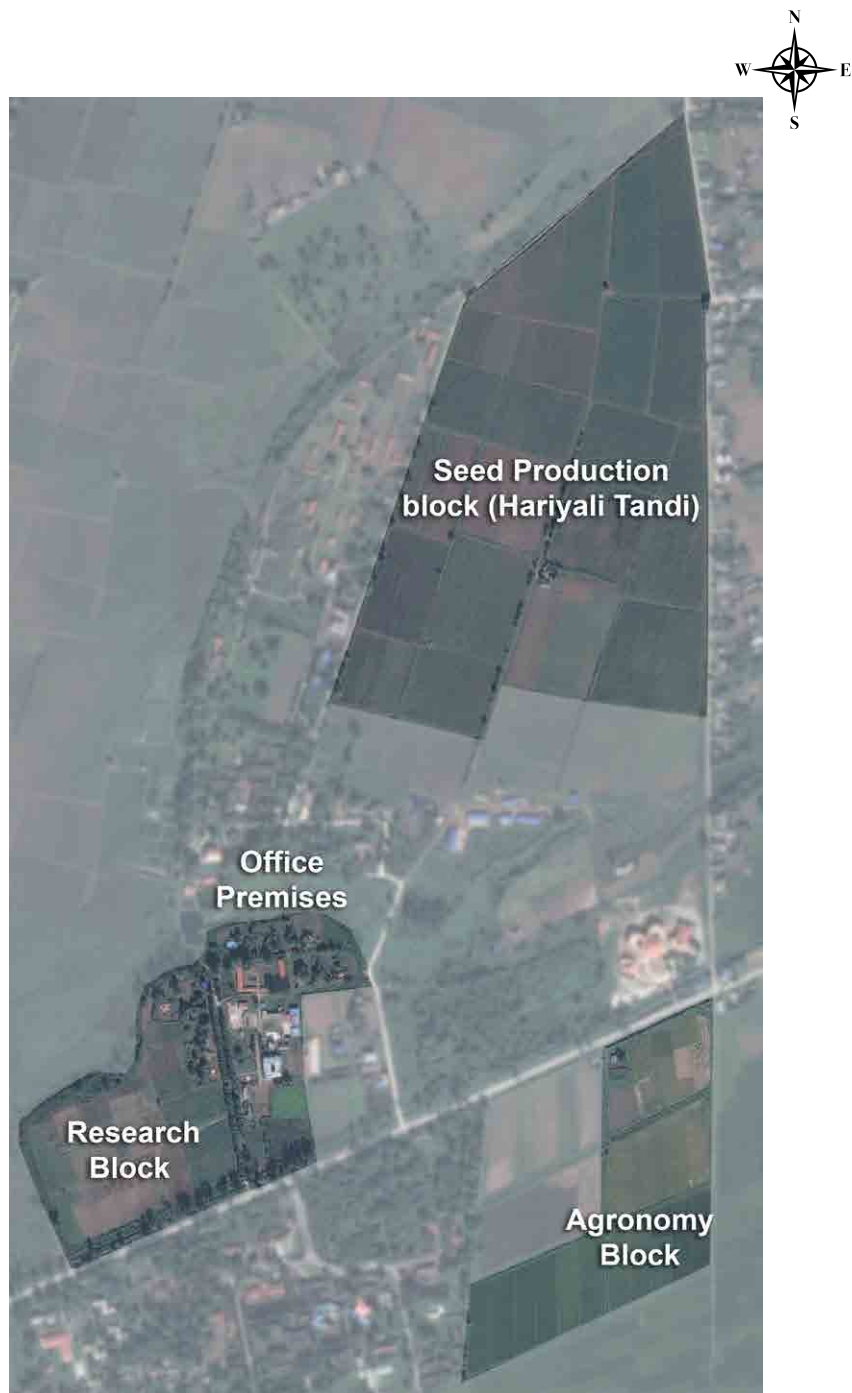 N
W E
S
Seed Production
block (Hariyali Tandi)
Office
Premises
Research
Block
Agronomy
Block